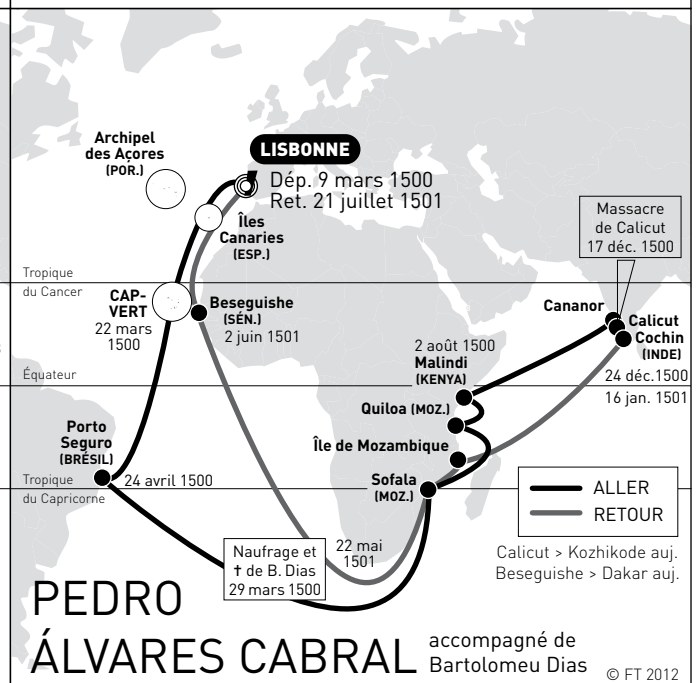 Archipel
des Açores
(POR.)
LISBONNE
Dép. 9 mars 1500
Ret. 21 juillet 1501
Îles
Canaries
(ESP.)
Massacre
de Calicut
17 déc. 1500
Tropique
du Cancer
CAP-
VERT
22 mars
1500
Beseguishe
(SÉN.)
2 juin 1501
Cananor
Calicut
Cochin
(INDE)
24 déc.1500
16 jan. 1501
2 août 1500
Malindi
(KENYA)
Équateur
Quiloa (MOZ.)
Porto
Seguro
(BRÉSIL)
Île de Mozambique
Tropique
du Capricorne
24 avril 1500
Sofala
(MOZ.)
ALLER
RETOUR
Naufrage et
† de B. Dias
29 mars 1500
22 mai
1501
Calicut > Kozhikode auj.
Beseguishe > Dakar auj.
PEDRO
ÁLVARES CABRAL
accompagné de
Bartolomeu Dias
© FT 2012